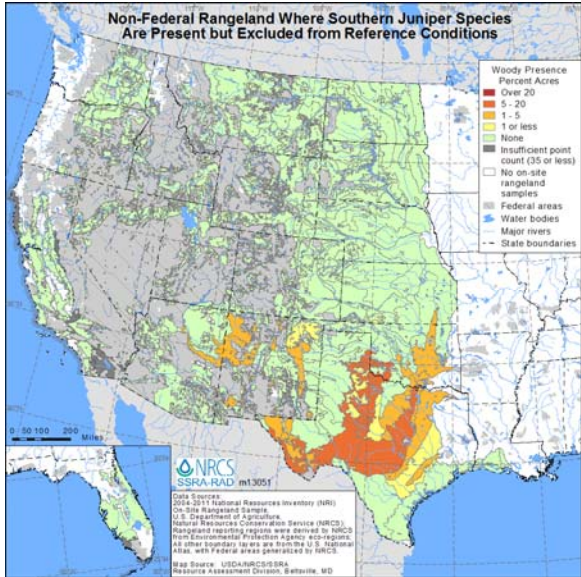 Non-Federal Rangeland Where Southern Juniper Species
Are Present but Excluded from Reference Conditions
Woody Presence
Percent Acres
Over 20
5 - 20
1 - 5
1 or less
None
Insufficient point
count (35 or less)
No on-site
rangeland
samples
Federal areas
Water bodies
Major rivers
State boundaries
0 50 100 200
Miles
NRCS
SSRA-RAD
m13051
Data Sources:
2004-2011 National Resources Inventory (NRI)
On-Site Rangeland Sample,
U.S. Department of Agriculture,
Natural Resources Conservation Service (NRCS);
Rangeland reporting regions were derived by NRCS
from Environmental Protection Agency eco-regions;
All other boundary layers are from the U.S. National
Atlas, with Federal areas generalized by NRCS.
Map Source: USDA/NRCS/SSRA
Resource Assessment Division, Beltsville, MD